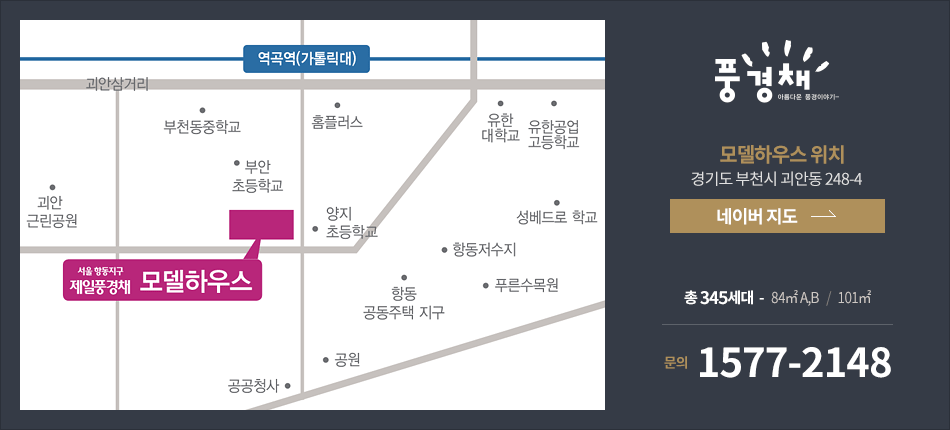 역곡역(가톨릭대)
괴안삼거리
부천동중학교
홈플러스
유한
대학교
유한공업
고등학교
부안
초등학교
괴안
근린공원
양지
초등학교
성베드로 학교
항동저수지
서울 항동지구
제일풍경채 모델하우스
푸른수목원
항동
공동주택 지구
공원
공공청사
풍경채
아름다운 풍경이야기~
모델하우스 위치
경기도 부천시 괴안동 248-4
네이버 지도
총 345세대 - 84㎡ A,B / 101㎡
문의 1577-2148